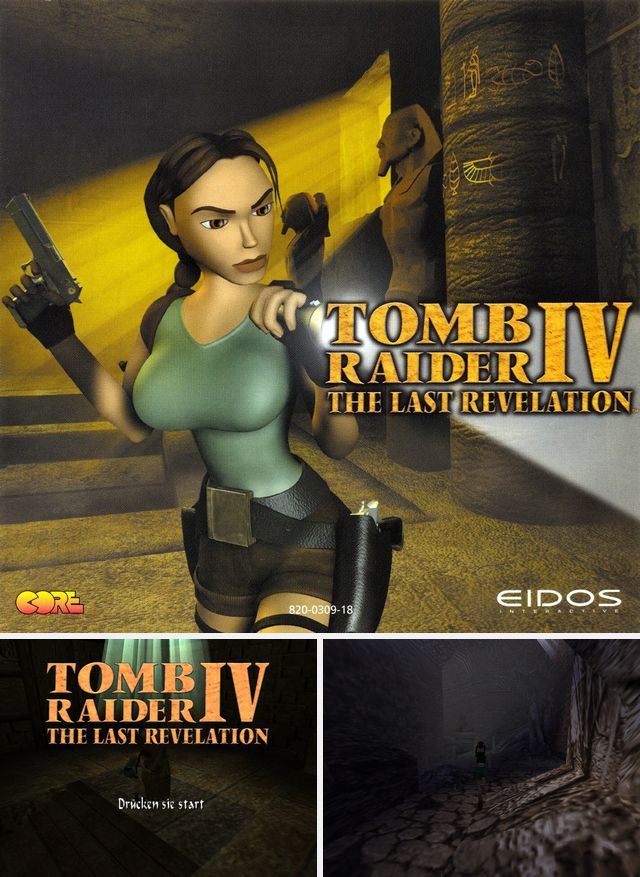 TOMB
RAIDER IV
THE LAST REVELATION
CORE
820-0309-18
EIDOS
INTERACTIVE
TOMB
RAIDER IV
THE LAST REVELATION
Drücken sie start